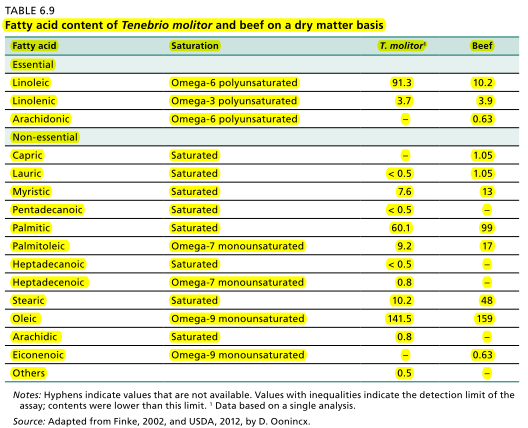 TABLE 6.9
Fatty acid content of Tenebrio molitor and beef on a dry matter basis
Fatty acid Saturation T. molitor¹ Beef
Essential
Linoleic Omega-6 polyunsaturated 91.3 10.2
Linolenic Omega-3 polyunsaturated 3.7 3.9
Arachidonic Omega-6 polyunsaturated – 0.63
Non-essential
Capric Saturated – 1.05
Lauric Saturated < 0.5 1.05
Myristic Saturated 7.6 13
Pentadecanoic Saturated < 0.5 –
Palmitic Saturated 60.1 99
Palmitoleic Omega-7 monounsaturated 9.2 17
Heptadecanoic Saturated < 0.5 –
Heptadecenoic Omega-7 monounsaturated 0.8 –
Stearic Saturated 10.2 48
Oleic Omega-9 monounsaturated 141.5 159
Arachidic Saturated 0.8 –
Eiconenoic Omega-9 monounsaturated – 0.63
Others 0.5 –
Notes: Hyphens indicate values that are not available. Values with inequalities indicate the detection limit of the
assay; contents were lower than this limit. ¹ Data based on a single analysis.
Source: Adapted from Finke, 2002, and USDA, 2012, by D. Oonincx.